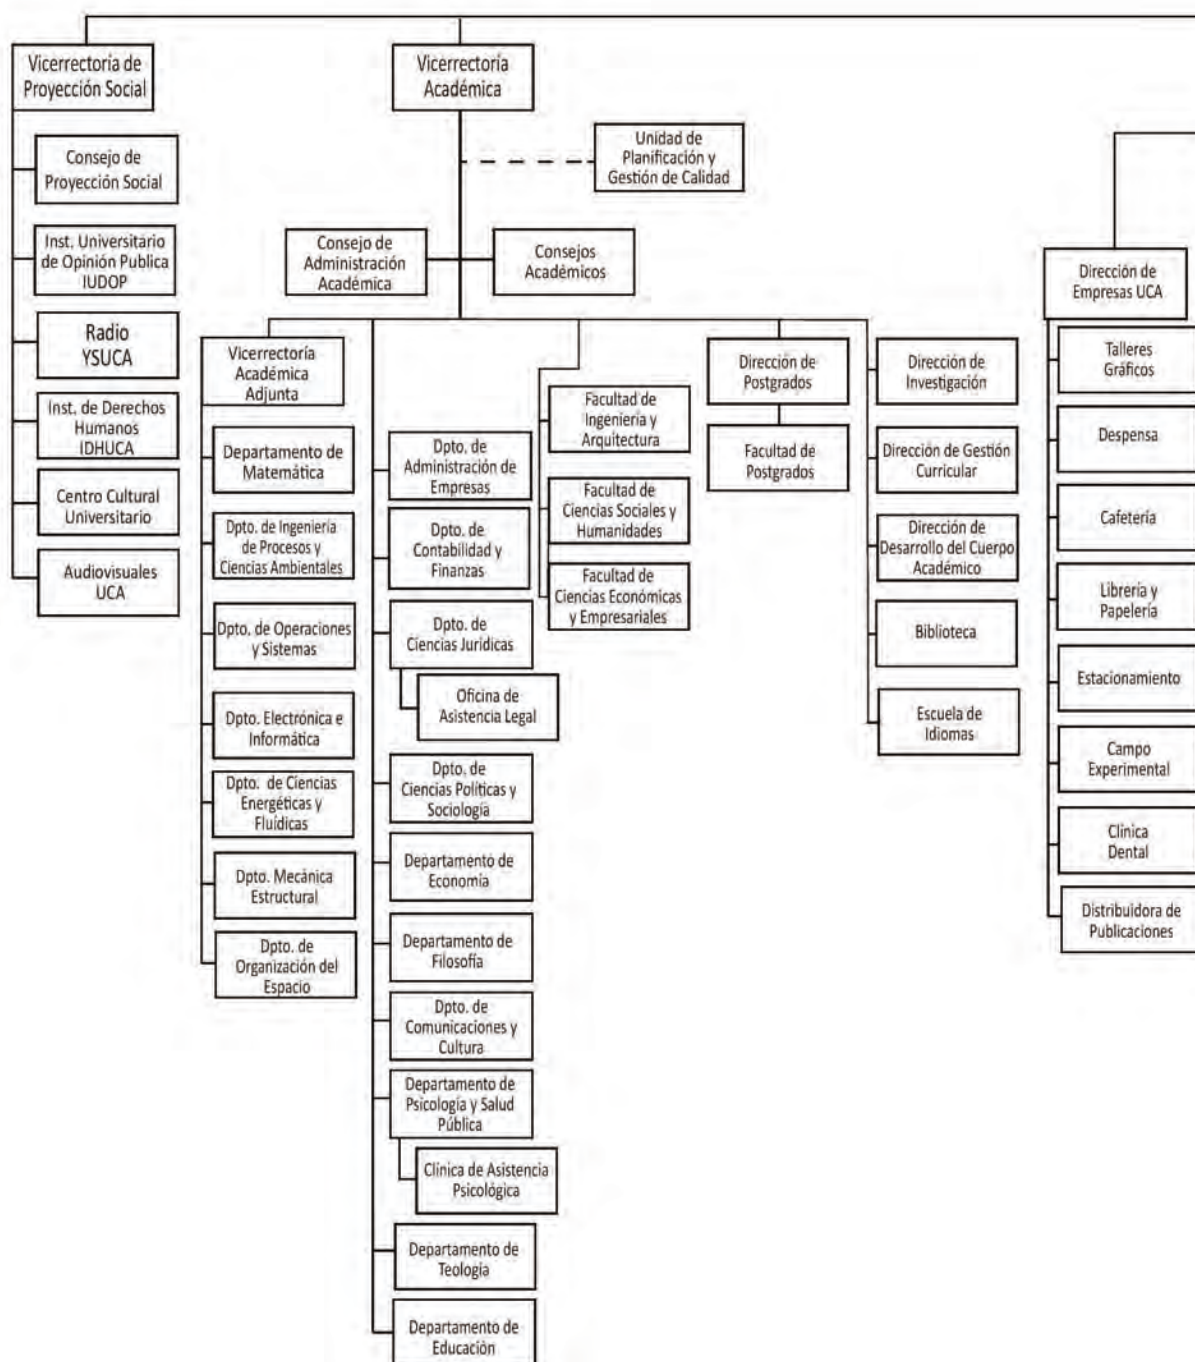 Vicerrectoría de
Proyección Social
Consejo de
Proyección Social
Inst. Universitario
de Opinión Publica
IUDOP
Radio
YSUCA
Inst. de Derechos
Humanos
IDHUCA
Centro Cultural
Universitario
Audiovisuales
UCA
Vicerrectoría
Académica
Unidad de
Planificación y
Gestión de Calidad
Consejo de
Administración
Académica
Consejos
Académicos
Vicerrectoría
Académica
Adjunta
Departamento de
Matemática
Dpto. de Ingeniería
de Procesos y
Ciencias Ambientales
Dpto. de Operaciones
y Sistemas
Dpto. Electrónica e
Informática
Dpto. de Ciencias
Energéticas y
Fluídicas
Dpto. Mecánica
Estructural
Dpto. de
Organización del
Espacio
Dpto. de
Administración de
Empresas
Dpto. de
Contabilidad y
Finanzas
Dpto. de
Ciencias Juridicas
Oficina de
Asistencia Legal
Dpto. de
Ciencias Políticas y
Sociología
Departamento de
Economía
Departamento de
Filosofía
Dpto. de
Comunicaciones y
Cultura
Departamento de
Psicología y Salud
Pública
Clínica de Asistencia
Psicológica
Departamento de
Teología
Departamento de
Educación
Facultad de
Ingeniería y
Arquitectura
Facultad de
Ciencias Sociales y
Humanidades
Facultad de
Ciencias Económicas
y Empresariales
Dirección de
Postgrados
Facultad de
Postgrados
Dirección de
Investigación
Dirección de Gestión
Curricular
Dirección de
Desarrollo del Cuerpo
Académico
Biblioteca
Escuela de
Idiomas
Dirección de
Empresas UCA
Talleres
Gráficos
Despensa
Cafetería
Librería y
Papelería
Estacionamiento
Campo
Experimental
Clínica
Dental
Distribuidora de
Publicaciones